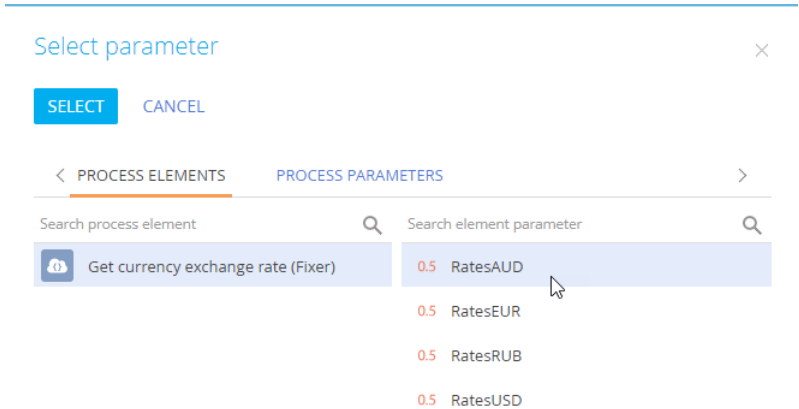 Select parameter
SELECT CANCEL
PROCESS ELEMENTS PROCESS PARAMETERS
Search process element Search element parameter
Get currency exchange rate (Fixer) 0.5 RatesAUD
0.5 RatesEUR
0.5 RatesRUB
0.5 RatesUSD